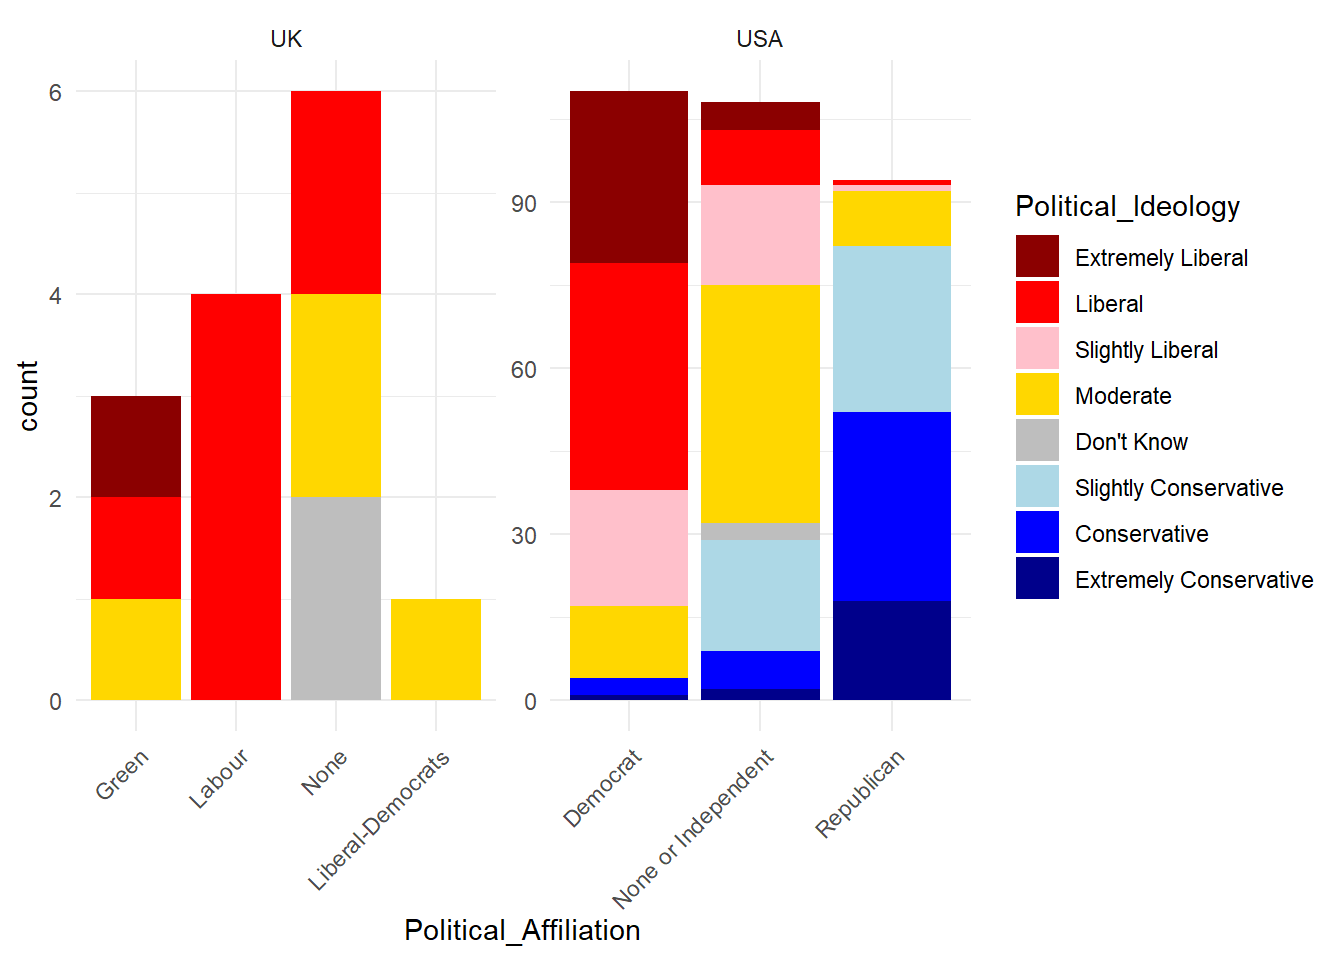 UK
USA
6
4
2
0
90
60
30
0
count
Green
Labour
None
Liberal-Democrats
Democrat
None or Independent
Republican
Political_Affiliation
Political_Ideology
Extremely Liberal
Liberal
Slightly Liberal
Moderate
Don't Know
Slightly Conservative
Conservative
Extremely Conservative